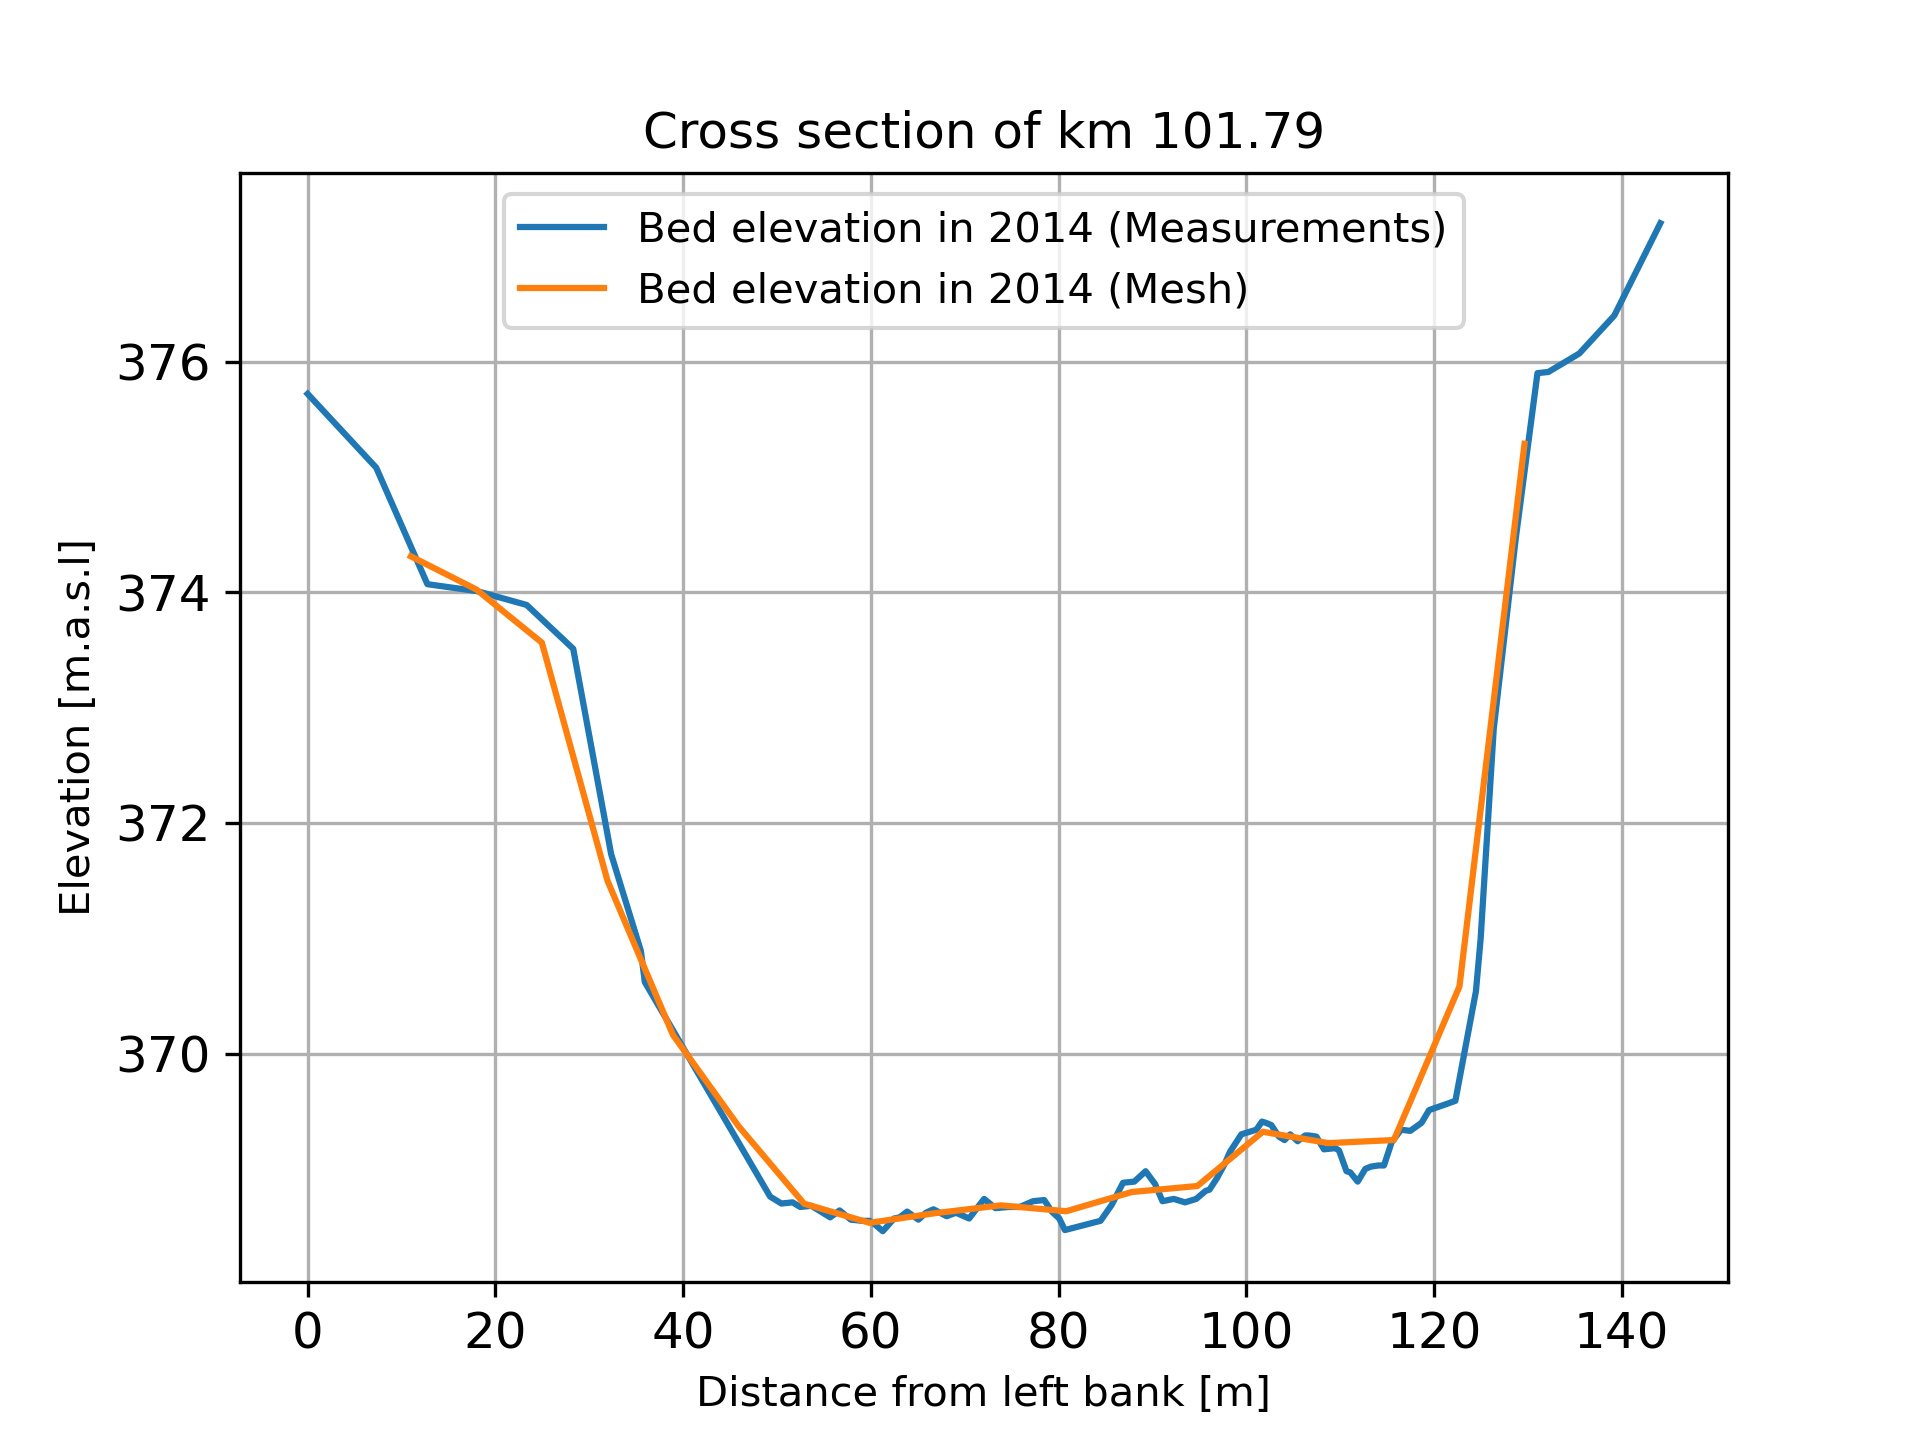 Cross section of km 101.79
Bed elevation in 2014 (Measurements)
Bed elevation in 2014 (Mesh)
Elevation [m.a.s.l]
376
374
372
370
0 20 40 60 80 100 120 140
Distance from left bank [m]